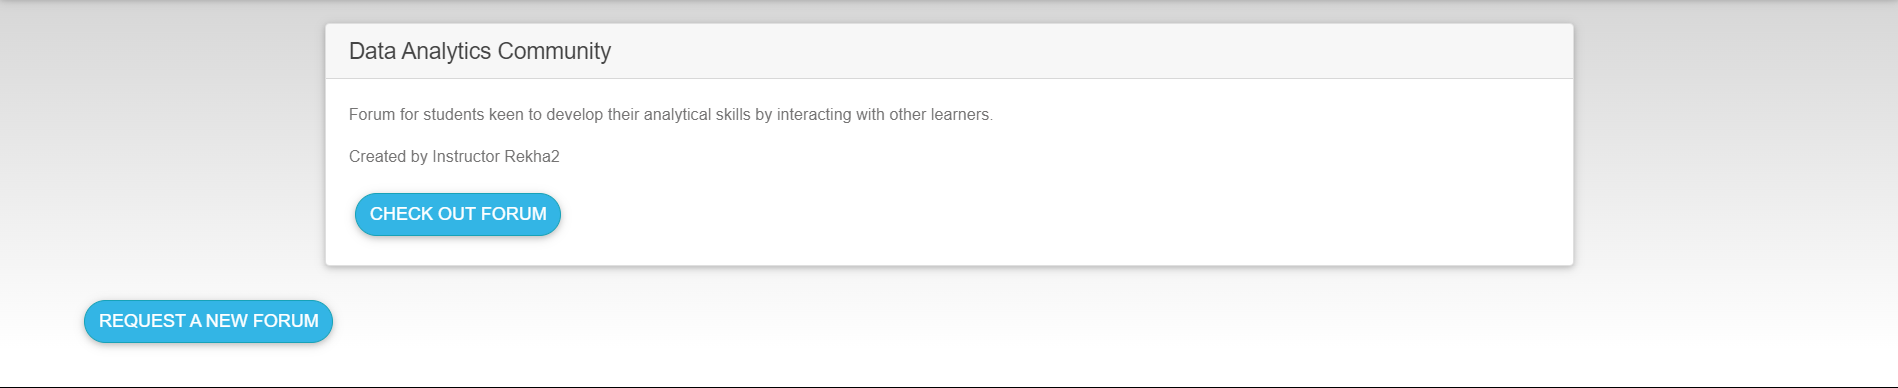 Data Analytics Community
Forum for students keen to develop their analytical skills by interacting with other learners.
Created by Instructor Rekha2
CHECK OUT FORUM
REQUEST A NEW FORUM